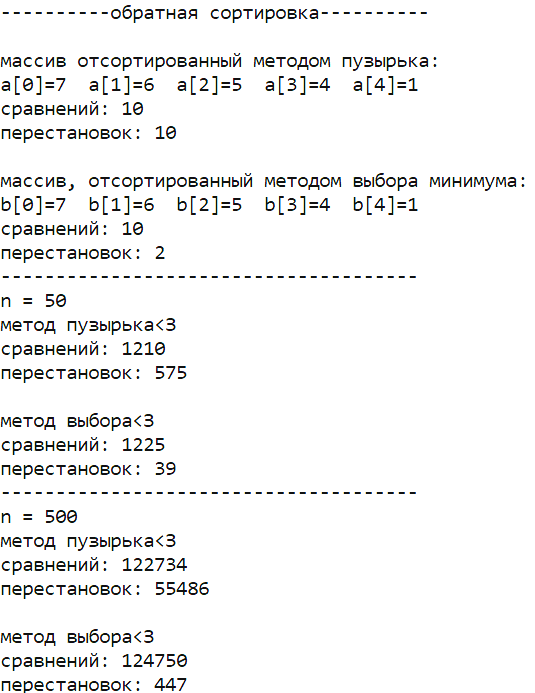 ----------обратная сортировка----------
массив отсортированный методом пузырька:
a[0]=7  a[1]=6  a[2]=5  a[3]=4  a[4]=1
сравнений: 10
перестановок: 10
массив, отсортированный методом выбора минимума:
b[0]=7  b[1]=6  b[2]=5  b[3]=4  b[4]=1
сравнений: 10
перестановок: 2
--------------------------------------
n = 50
метод пузырька<3
сравнений: 1210
перестановок: 575
метод выбора<3
сравнений: 1225
перестановок: 39
--------------------------------------
n = 500
метод пузырька<3
сравнений: 122734
перестановок: 55486
метод выбора<3
сравнений: 124750
перестановок: 447